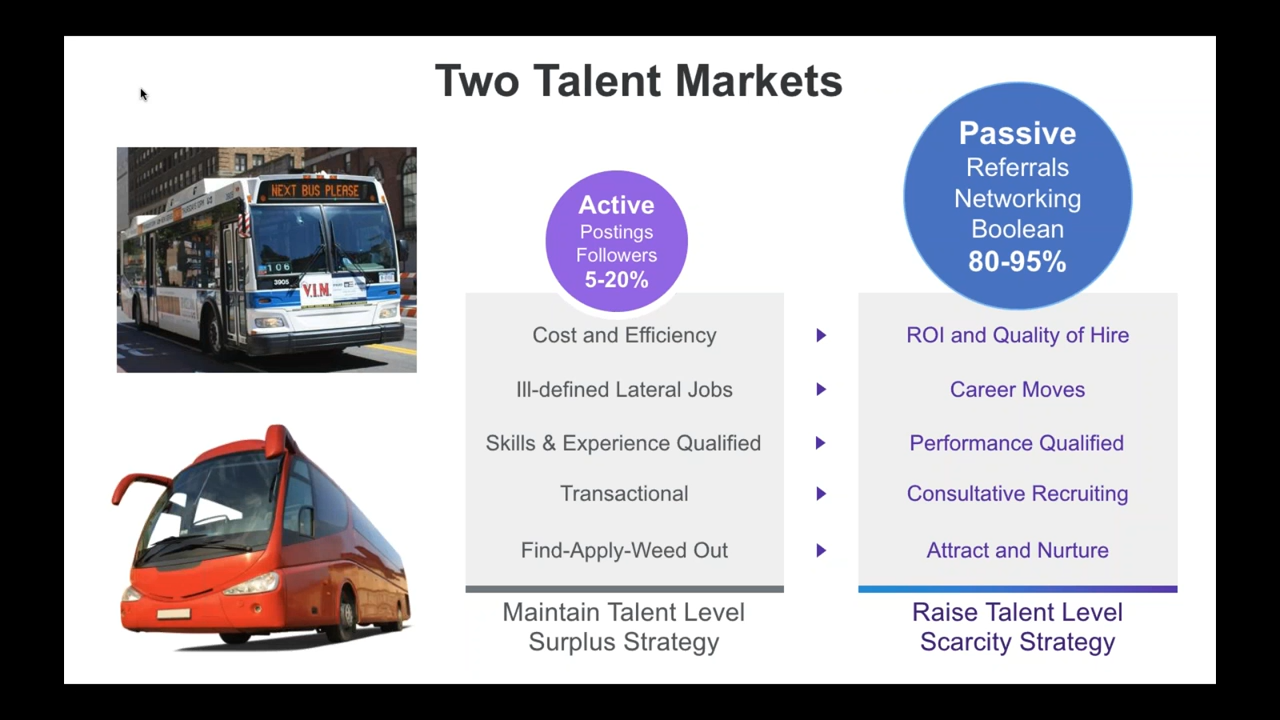 Two Talent Markets
NEXT BUS PLEASE
106
3905
V.I.M.
Active
Postings
Followers
5-20%
Passive
Referrals
Networking
Boolean
80-95%
Cost and Efficiency
ROI and Quality of Hire
Ill-defined Lateral Jobs
Career Moves
Skills & Experience Qualified
Performance Qualified
Transactional
Consultative Recruiting
Find-Apply-Weed Out
Attract and Nurture
Maintain Talent Level
Surplus Strategy
Raise Talent Level
Scarcity Strategy